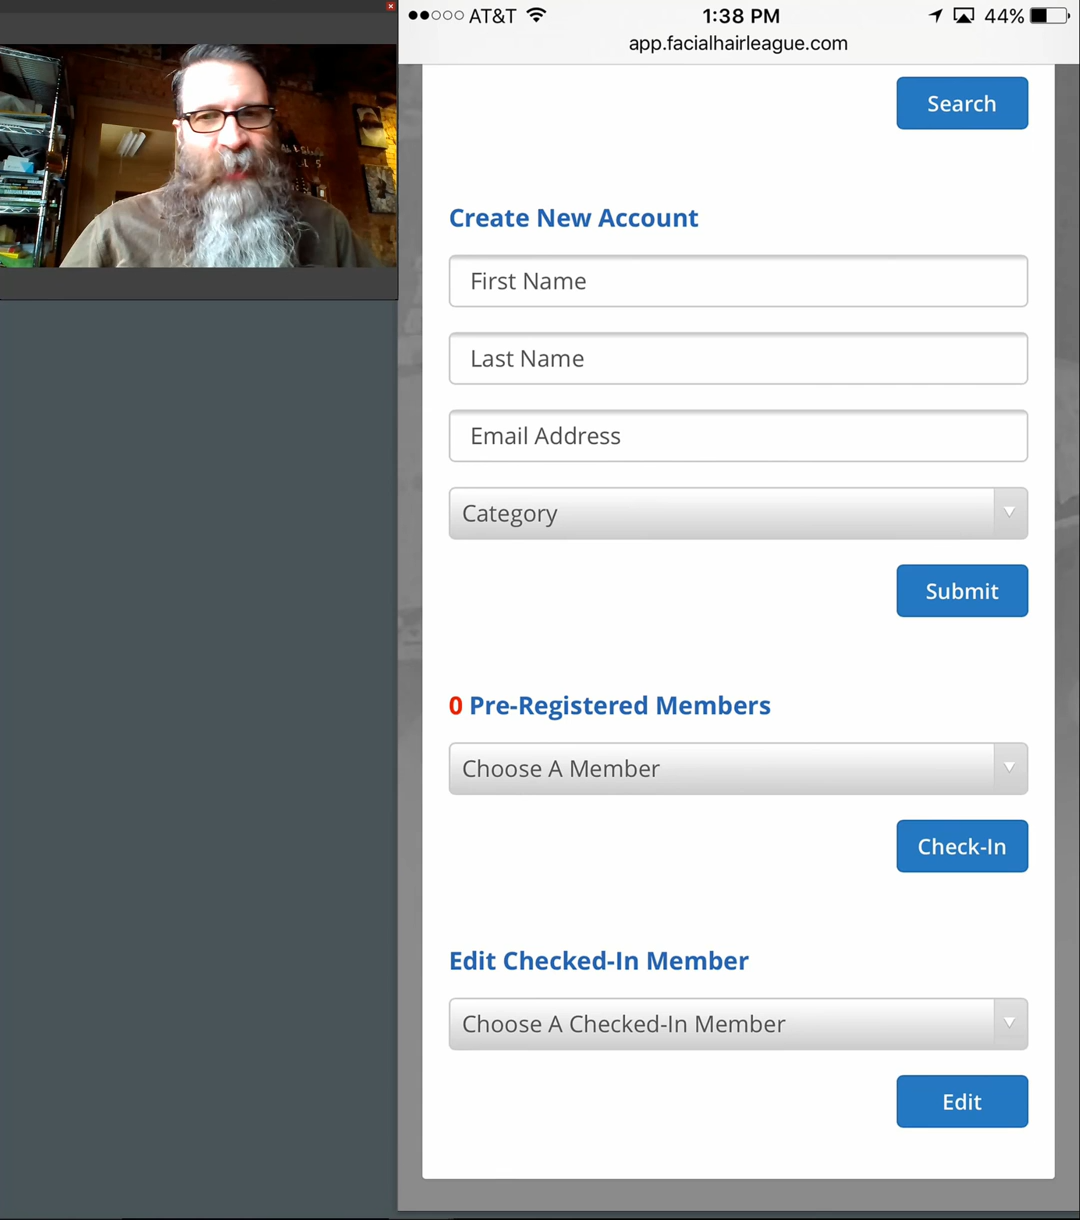 AT&T
1:38 PM
44%
app.facialhairleague.com
Search
Create New Account
First Name
Last Name
Email Address
Category
Submit
0 Pre-Registered Members
Choose A Member
Check-In
Edit Checked-In Member
Choose A Checked-In Member
Edit